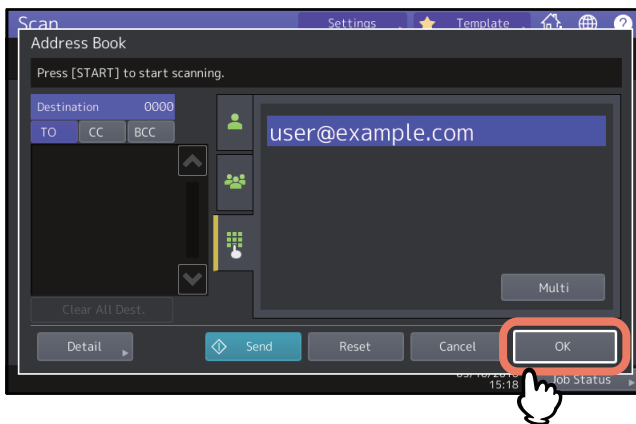 Scan Settings Template ?
Address Book
Press [START] to start scanning.
Destination 0000
TO CC BCC
user@example.com
Multi
Clear All Dest.
Detail Send Reset Cancel OK
15:18 Job Status